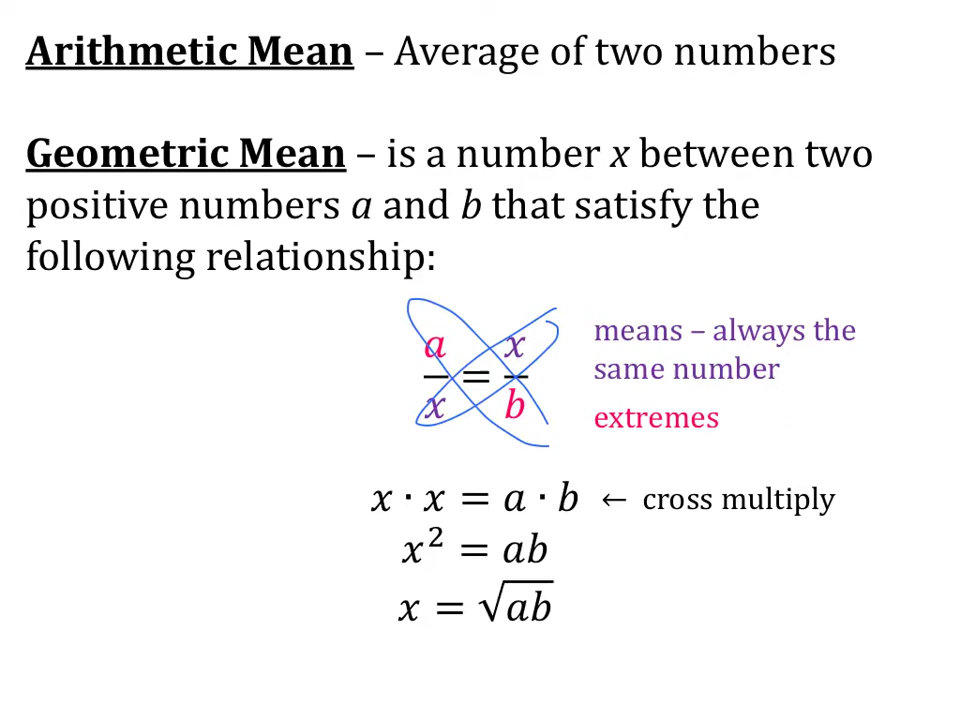 Arithmetic Mean – Average of two numbers
Geometric Mean – is a number x between two
positive numbers a and b that satisfy the
following relationship:
a/x = x/b
means – always the
same number
extremes
x · x = a · b ← cross multiply
x² = ab
x = √ab